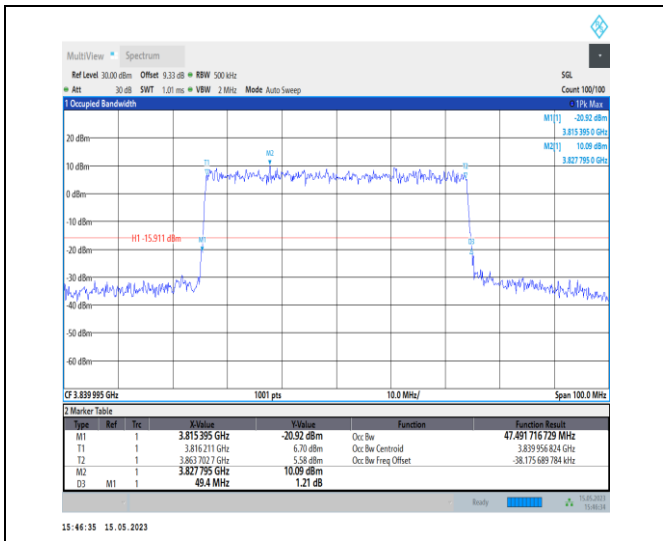 MultiView Spectrum
Ref Level 30.00 dBm Offset 9.33 dB RBW 500 kHz SGL
Att 30 dB SWT 1.01 ms VBW 2 MHz Mode Auto Sweep Count 100/100
1 Occupied Bandwidth 1Pk Max
M1[1] -20.92 dBm
3.815 395 0 GHz
M2[1] 10.09 dBm
3.827 795 0 GHz
20 dBm
10 dBm
0 dBm
-10 dBm
-20 dBm
-30 dBm
-40 dBm
-50 dBm
-60 dBm
T1
M2
T2
H1 -15.911 dBm
M1
D3
CF 3.839 995 GHz 1001 pts 10.0 MHz/ Span 100.0 MHz
2 Marker Table
Type Ref Trc X-Value Y-Value Function Function Result
M1 1 3.815 395 GHz -20.92 dBm Occ Bw 47.491 716 729 MHz
T1 1 3.816 211 GHz 6.70 dBm Occ Bw Centroid 3.839 956 824 GHz
T2 1 3.863 702 7 GHz 5.58 dBm Occ Bw Freq Offset -38.175 689 784 kHz
M2 1 3.827 795 GHz 10.09 dBm
D3 M1 1 49.4 MHz 1.21 dB
Ready 15.05.2023
15:46:34
15:46:35 15.05.2023